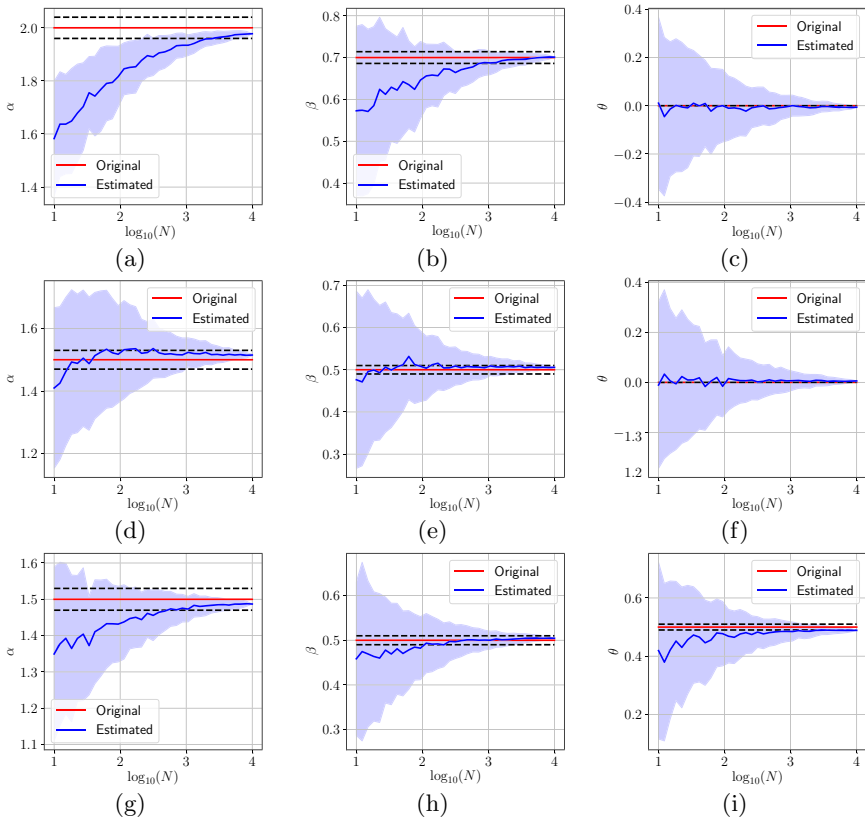 2.0
1.8
1.6
1.4
α
Original
Estimated
1 2 3 4
log₁₀(N)
(a)
0.8
0.7
0.6
0.5
0.4
β
Original
Estimated
1 2 3 4
log₁₀(N)
(b)
0.4
0.2
0.0
−0.2
−0.4
θ
Original
Estimated
1 2 3 4
log₁₀(N)
(c)
1.6
1.4
1.2
α
Original
Estimated
1 2 3 4
log₁₀(N)
(d)
0.7
0.6
0.5
0.4
0.3
β
Original
Estimated
1 2 3 4
log₁₀(N)
(e)
0.4
0.2
0.0
−1.3
1.2
θ
Original
Estimated
1 2 3 4
log₁₀(N)
(f)
1.6
1.5
1.4
1.3
1.2
1.1
α
Original
Estimated
1 2 3 4
log₁₀(N)
(g)
0.6
0.5
0.4
0.3
β
Original
Estimated
1 2 3 4
log₁₀(N)
(h)
0.6
0.4
0.2
θ
Original
Estimated
1 2 3 4
log₁₀(N)
(i)